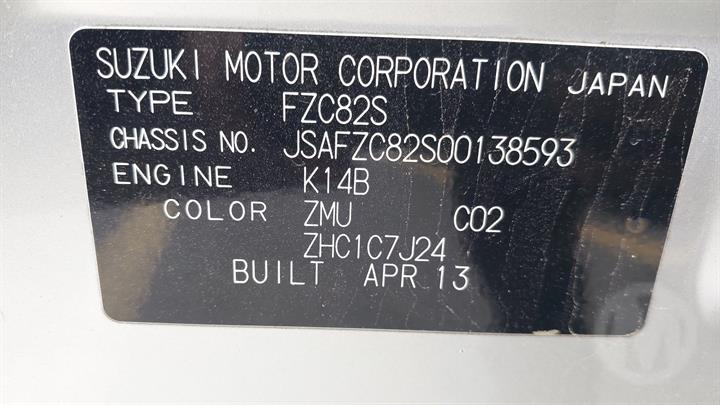 SUZUKI MOTOR CORPORATION JAPAN
TYPE FZC82S
CHASSIS NO. JSAFZC82S00138593
ENGINE K14B
COLOR ZMU C02
ZHC1C7J24
BUILT APR 13
M